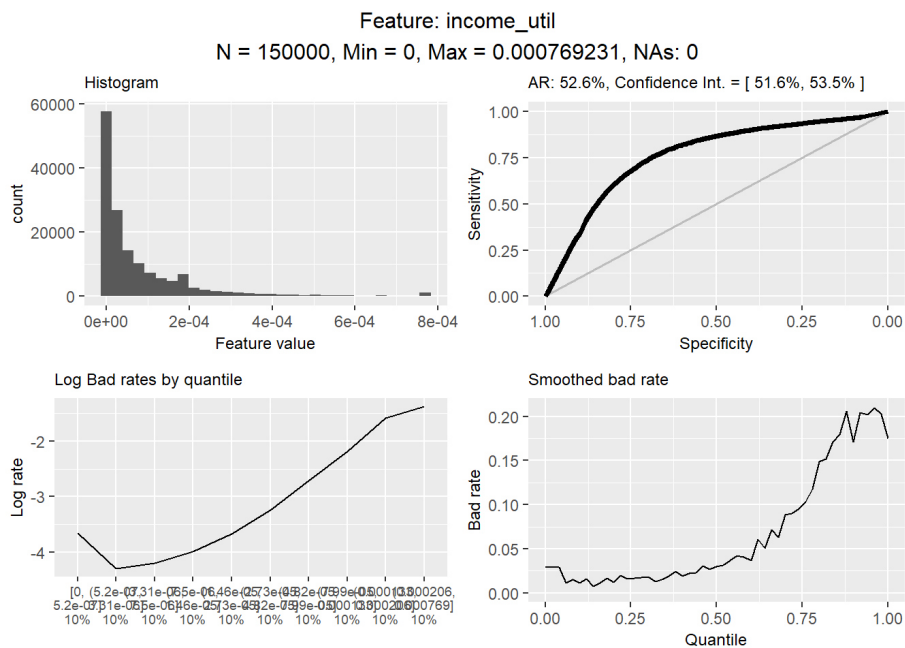 Feature: income_util
N = 150000, Min = 0, Max = 0.000769231, NAs: 0
Histogram
60000
40000
20000
0
count
0e+00 2e-04 4e-04 6e-04 8e-04
Feature value
AR: 52.6%, Confidence Int. = [ 51.6%, 53.5% ]
1.00
0.75
0.50
0.25
0.00
Sensitivity
1.00 0.75 0.50 0.25 0.00
Specificity
Log Bad rates by quantile
-2
-3
-4
Log rate
[0, (5.2e-07,
5.2e-07]
10% 10% 10% 10% 10% 10% 10% 10% 10% 10%
Smoothed bad rate
0.20
0.15
0.10
0.05
0.00
Bad rate
0.00 0.25 0.50 0.75 1.00
Quantile